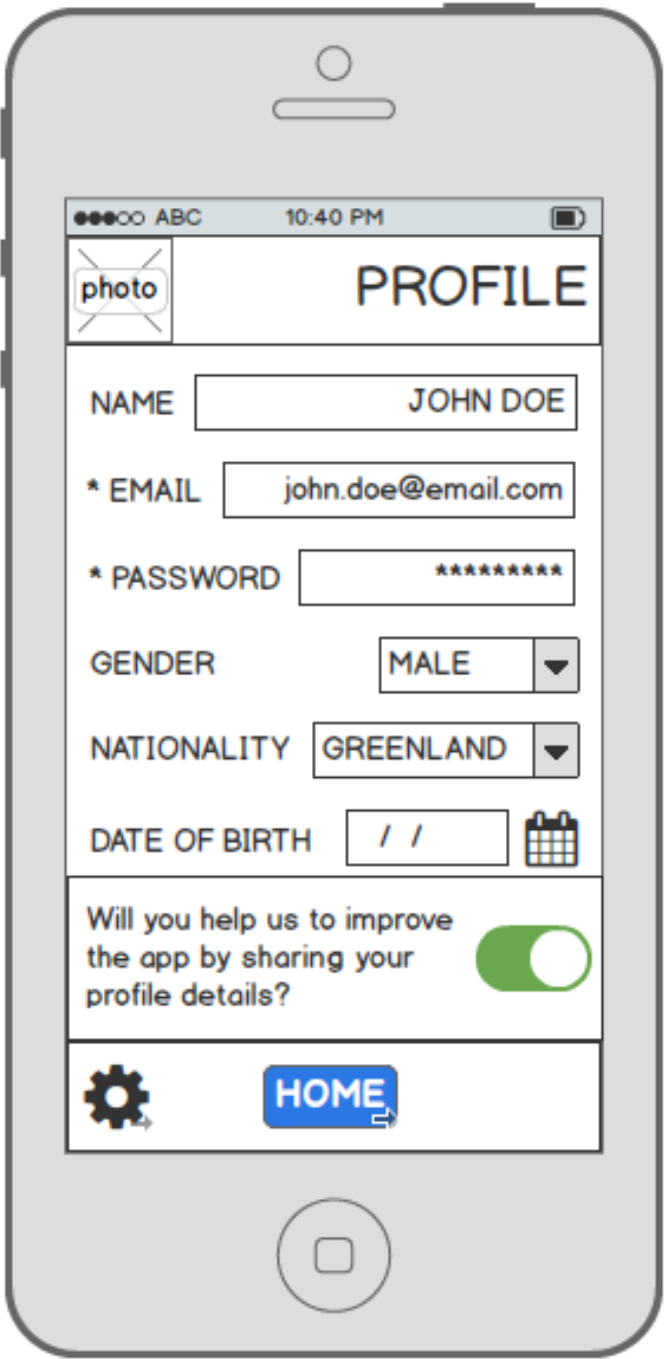 ABC 10:40 PM
photo PROFILE
NAME JOHN DOE
* EMAIL john.doe@email.com
* PASSWORD *********
GENDER MALE
NATIONALITY GREENLAND
DATE OF BIRTH / /
Will you help us to improve
the app by sharing your
profile details?
HOME